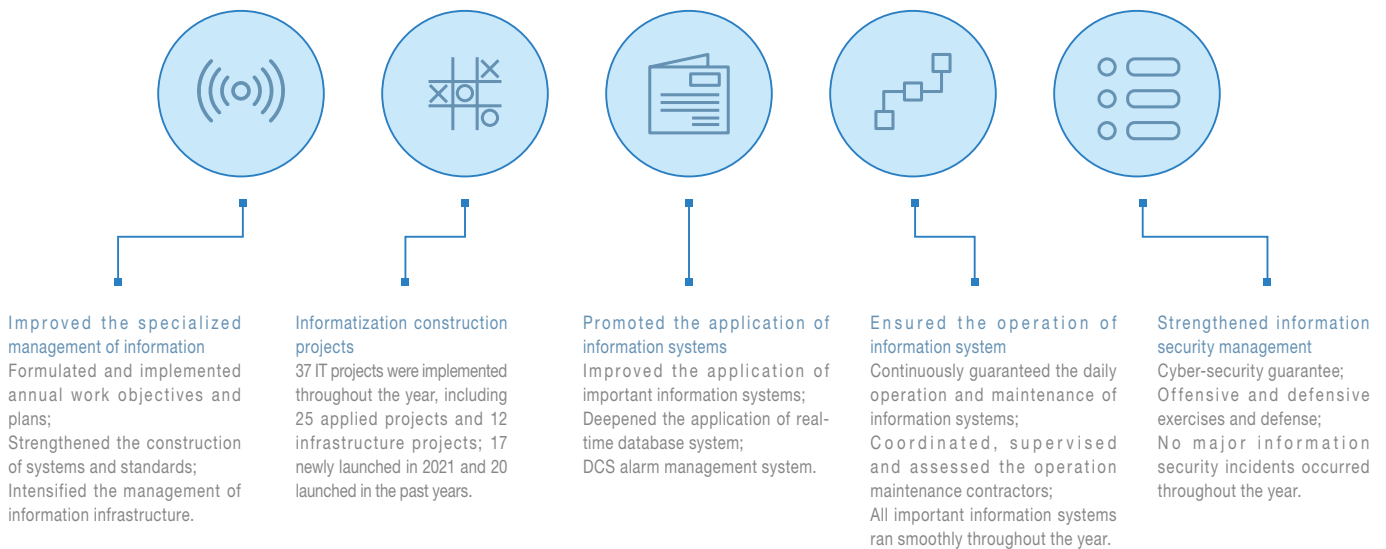 Improved the specialized
management of information
Formulated and implemented
annual work objectives and
plans;
Strengthened the construction
of systems and standards;
Intensified the management of
information infrastructure.
Informatization construction
projects
37 IT projects were implemented
throughout the year, including
25 applied projects and 12
infrastructure projects; 17
newly launched in 2021 and 20
launched in the past years.
Promoted the application of
information systems
Improved the application of
important information systems;
Deepened the application of real-
time database system;
DCS alarm management system.
Ensured the operation of
information system
Continuously guaranteed the daily
operation and maintenance of
information systems;
Coordinated, supervised
and assessed the operation
maintenance contractors;
All important information systems
ran smoothly throughout the year.
Strengthened information
security management
Cyber-security guarantee;
Offensive and defensive
exercises and defense;
No major information
security incidents occurred
throughout the year.